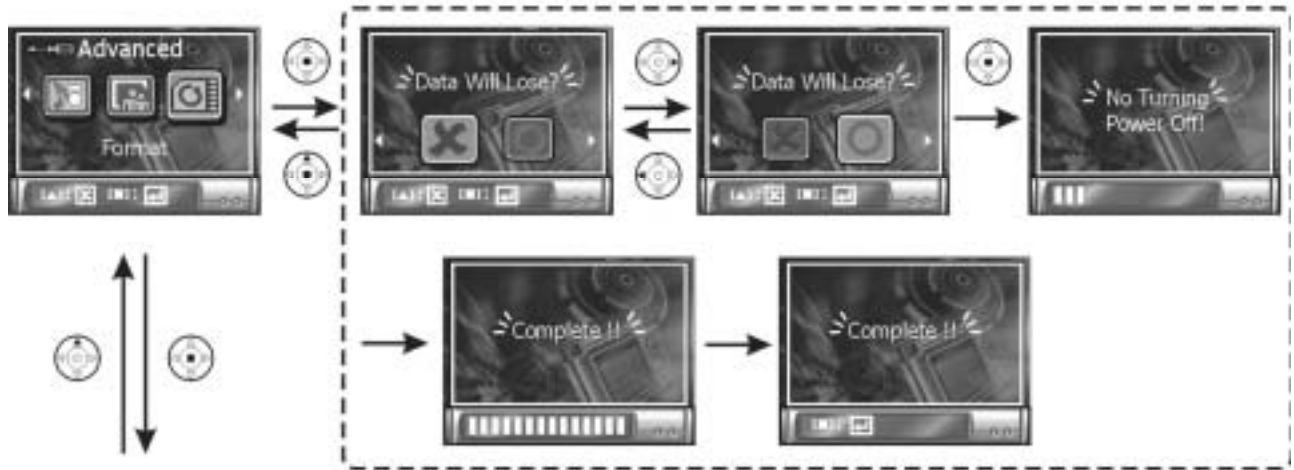 Advanced
Format
Data Will Lose?
Data Will Lose?
No Turning
Power Off!
Complete !!
Complete !!